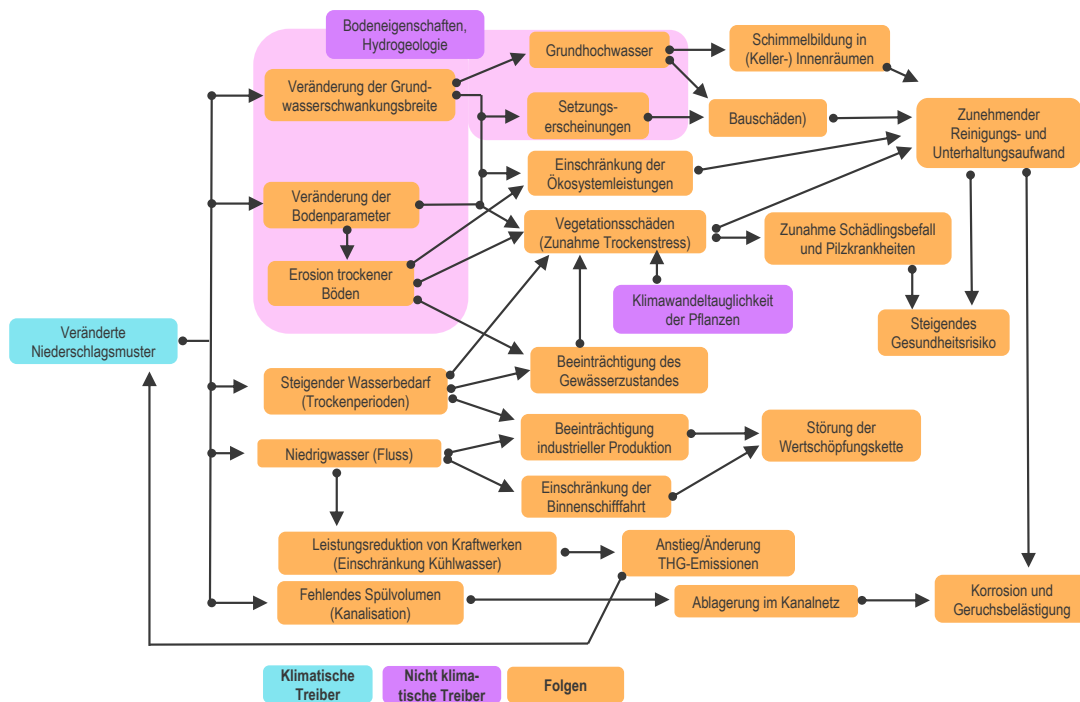 Bodeneigenschaften,
Hydrogeologie
Grundhochwasser
Schimmelbildung in
(Keller-) Innenräumen
Veränderung der Grund-
wasserschwankungsbreite
Setzungs-
erscheinungen
Bauschäden)
Zunehmender
Reinigungs- und
Unterhaltungsaufwand
Einschränkung der
Ökosystemleistungen
Veränderung der
Bodenparameter
Vegetationsschäden
(Zunahme Trockenstress)
Zunahme Schädlingsbefall
und Pilzkrankheiten
Erosion trockener
Böden
Klimawandeltauglichkeit
der Pflanzen
Steigendes
Gesundheitsrisiko
Veränderte
Niederschlagsmuster
Beeinträchtigung des
Gewässerzustandes
Steigender Wasserbedarf
(Trockenperioden)
Beeinträchtigung
industrieller Produktion
Störung der
Wertschöpfungskette
Niedrigwasser (Fluss)
Einschränkung der
Binnenschifffahrt
Leistungsreduktion von Kraftwerken
(Einschränkung Kühlwasser)
Anstieg/Änderung
THG-Emissionen
Fehlendes Spülvolumen
(Kanalisation)
Ablagerung im Kanalnetz
Korrosion und
Geruchsbelästigung
Klimatische
Treiber
Nicht klima-
tische Treiber
Folgen